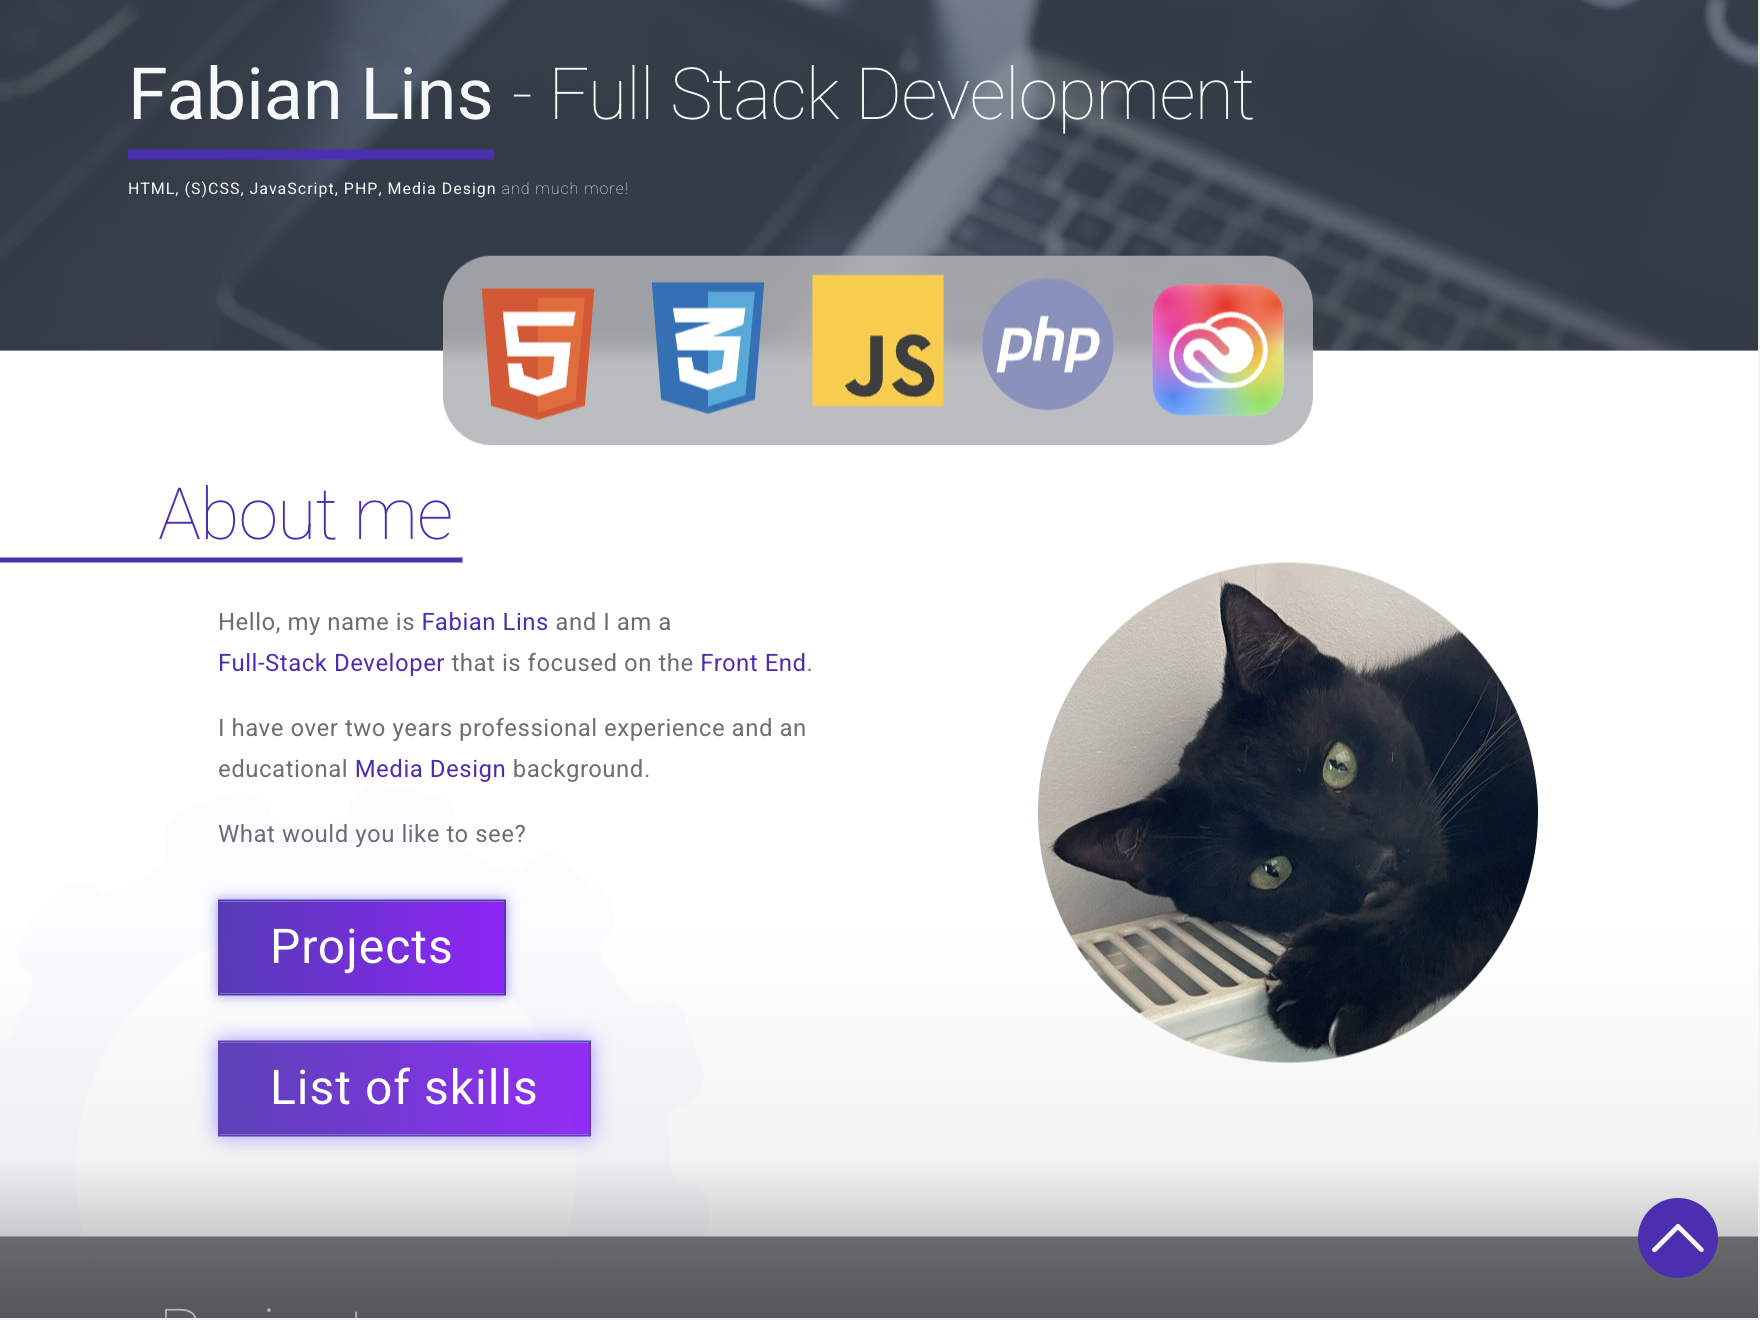 Fabian Lins - Full Stack Development
HTML, (S)CSS, JavaScript, PHP, Media Design and much more!
5
3
JS
php
About me
Hello, my name is Fabian Lins and I am a
Full-Stack Developer that is focused on the Front End.
I have over two years professional experience and an
educational Media Design background.
What would you like to see?
Projects
List of skills